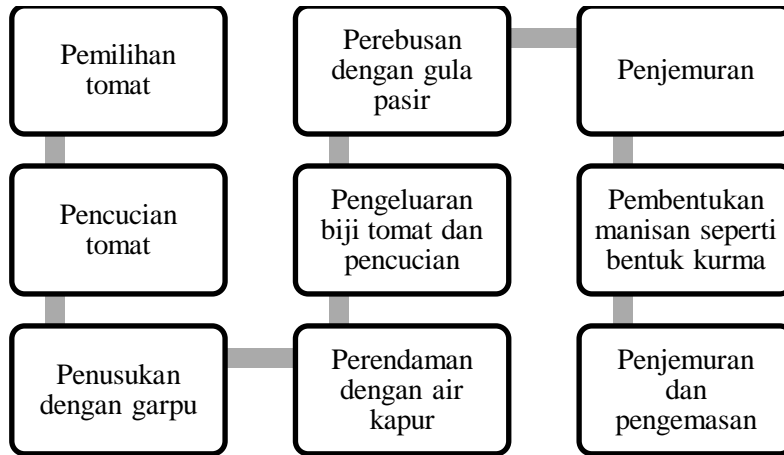 Pemilihan
tomat
Pencucian
tomat
Penusukan
dengan garpu
Perendaman
dengan air
kapur
Pengeluaran
biji tomat dan
pencucian
Perebusan
dengan gula
pasir
Penjemuran
Pembentukan
manisan seperti
bentuk kurma
Penjemuran
dan
pengemasan